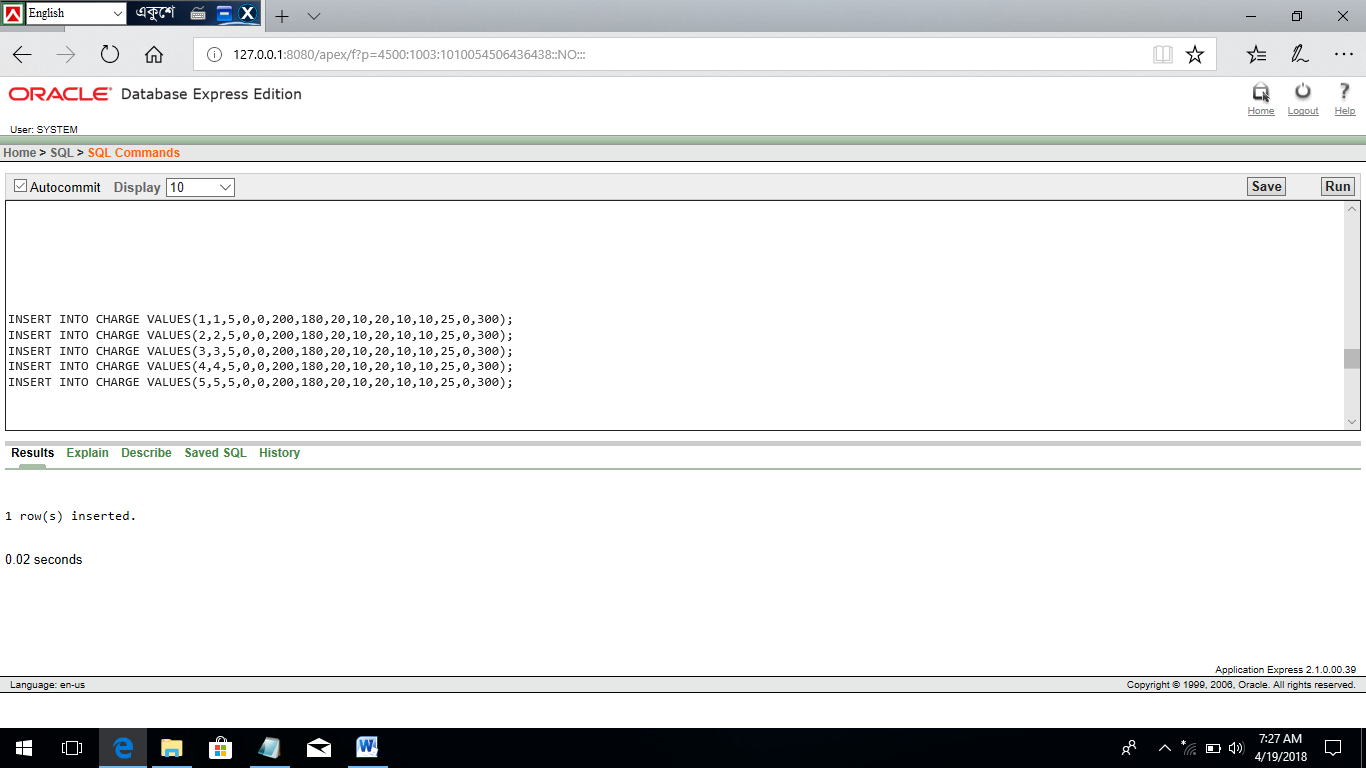 English
একুশে
127.0.0.1:8080/apex/f?p=4500:1003:1010054506436438::NO:::
ORACLE Database Express Edition
Home Logout Help
User: SYSTEM
Home > SQL > SQL Commands
Autocommit Display 10 Save Run
INSERT INTO CHARGE VALUES(1,1,5,0,0,200,180,20,10,20,10,10,25,0,300);
INSERT INTO CHARGE VALUES(2,2,5,0,0,200,180,20,10,20,10,10,25,0,300);
INSERT INTO CHARGE VALUES(3,3,5,0,0,200,180,20,10,20,10,10,25,0,300);
INSERT INTO CHARGE VALUES(4,4,5,0,0,200,180,20,10,20,10,10,25,0,300);
INSERT INTO CHARGE VALUES(5,5,5,0,0,200,180,20,10,20,10,10,25,0,300);
Results Explain Describe Saved SQL History
1 row(s) inserted.
0.02 seconds
Application Express 2.1.0.00.39
Language: en-us Copyright © 1999, 2006, Oracle. All rights reserved.
7:27 AM
4/19/2018